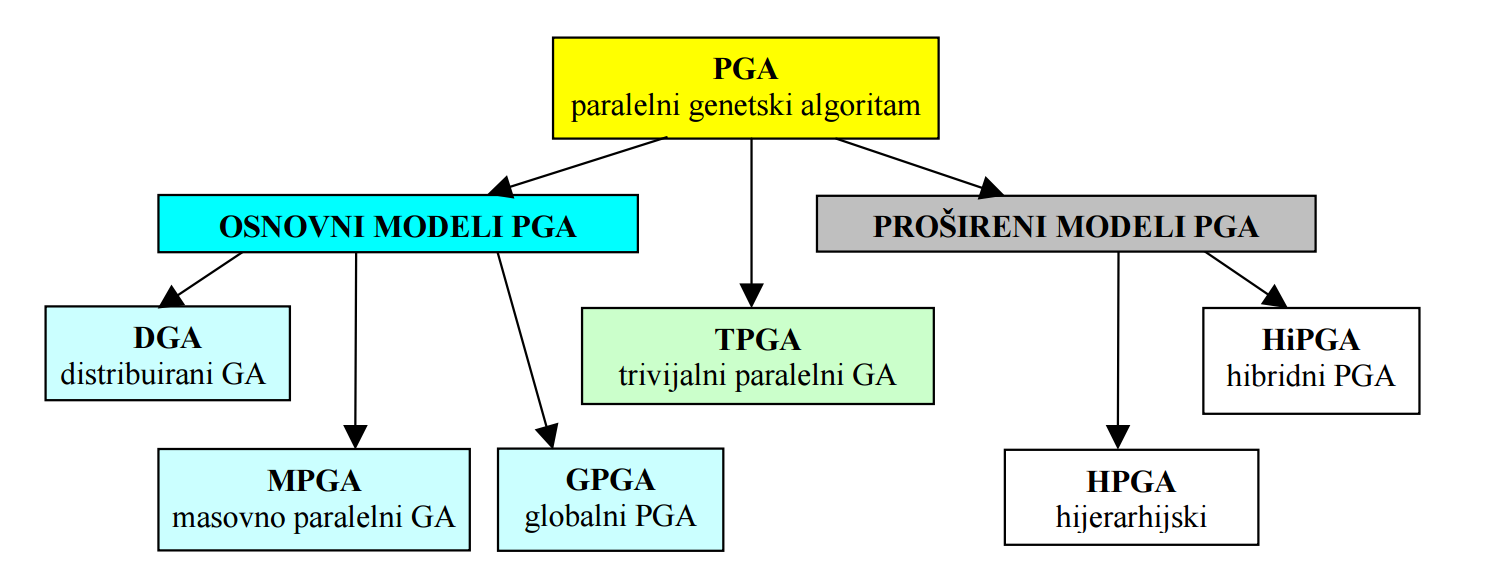 PGA
paralelni genetski algoritam
OSNOVNI MODELI PGA
PROŠIRENI MODELI PGA
DGA
distribuirani GA
TPGA
trivijalni paralelni GA
HiPGA
hibridni PGA
MPGA
masovno paralelni GA
GPGA
globalni PGA
HPGA
hijerarhijski